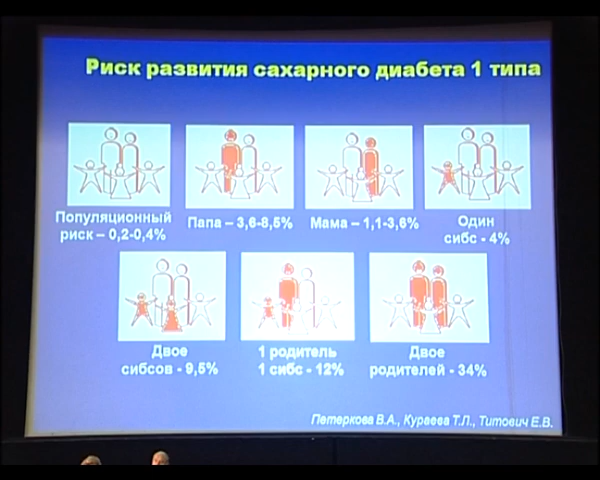 Риск развития сахарного диабета 1 типа
Популяционный
риск – 0,2-0,4%
Папа – 3,6-8,5%
Мама – 1,1-3,6%
Один
сибс - 4%
Двое
сибсов - 9,5%
1 родитель
1 сибс - 12%
Двое
родителей - 34%
Петеркова В.А., Кураева Т.Л., Титович Е.В.